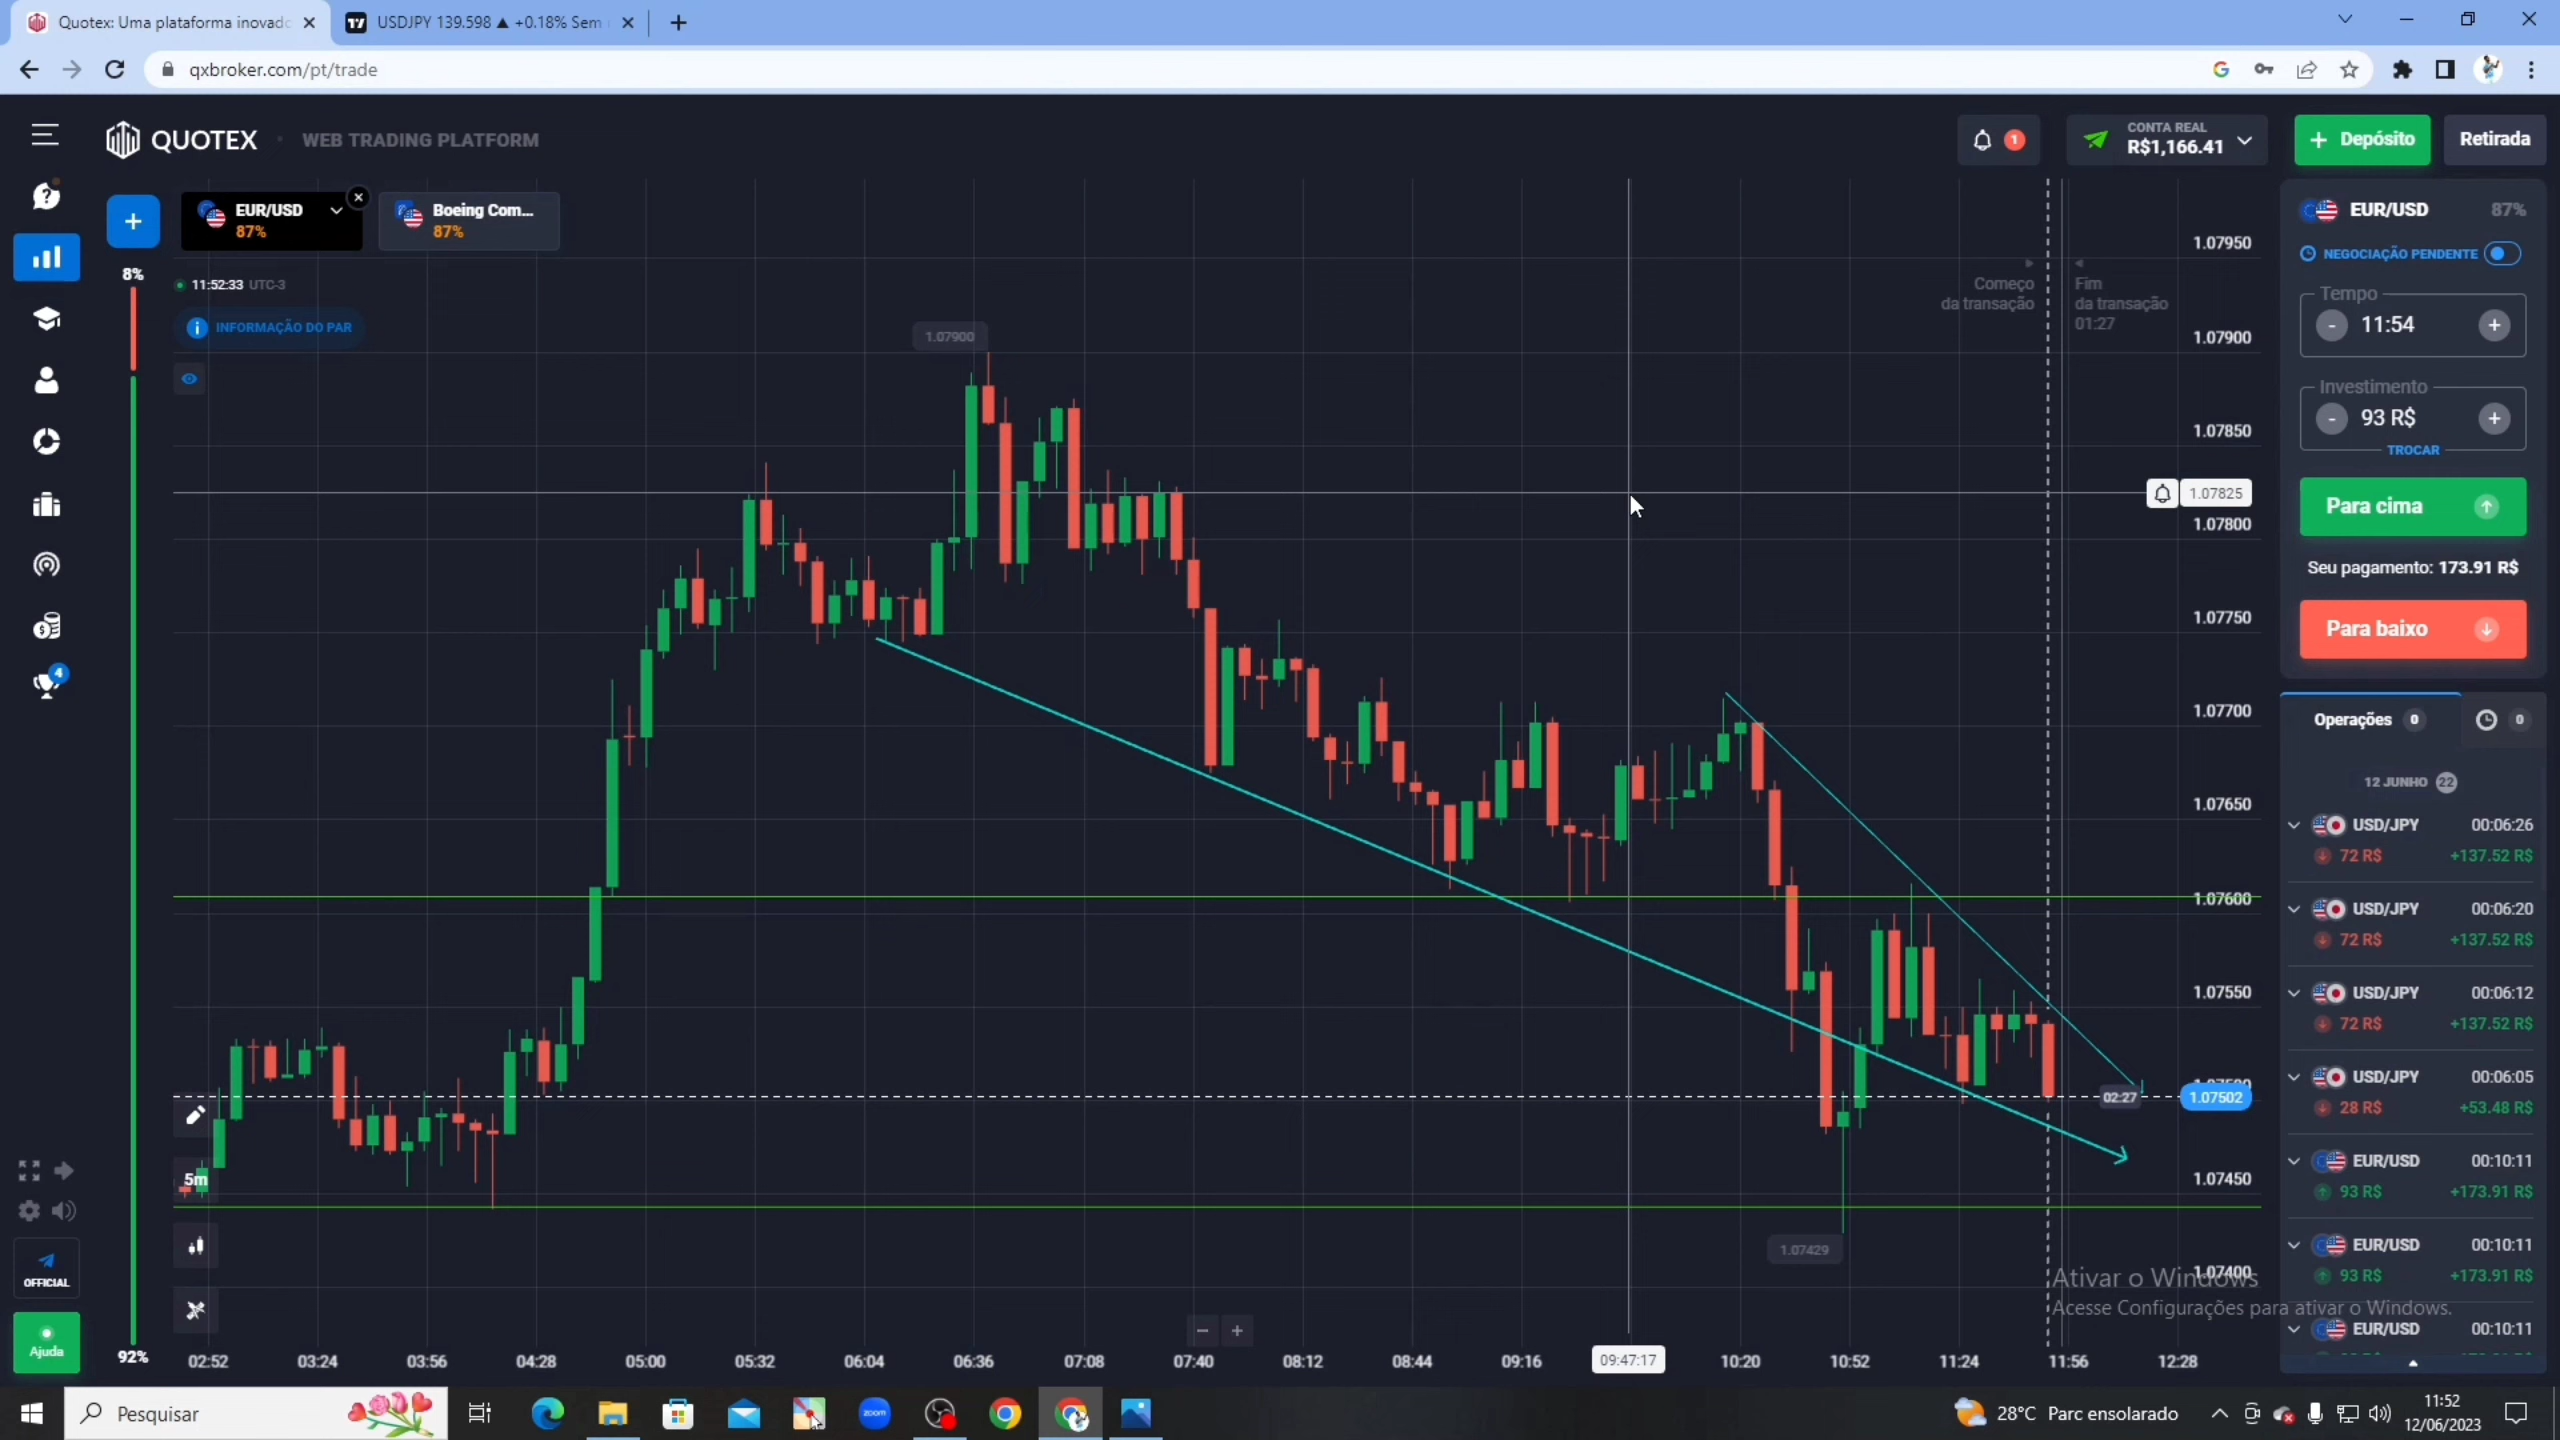 Quotex: Uma plataforma inovad
USDJPY 139.598 ▲ +0.18% Sem
qxbroker.com/pt/trade
QUOTEX
WEB TRADING PLATFORM
1
CONTA REAL
R$1,166.41
+ Depósito
Retirada
EUR/USD
87%
Boeing Com...
87%
8%
11:52:33 UTC-3
INFORMAÇÃO DO PAR
1.07900
Começo
da transação
Fim
da transação
01:27
1.07950
1.07900
1.07850
1.07825
1.07800
1.07750
1.07700
1.07650
1.07600
1.07550
02:27
1.07502
1.07450
1.07429
1.07400
EUR/USD
87%
NEGOCIAÇÃO PENDENTE
Tempo
- 11:54 +
Investimento
- 93 R$ +
TROCAR
Para cima
Seu pagamento: 173.91 R$
Para baixo
Operações 0
0
12 JUNHO 22
USD/JPY 00:06:26
72 R$ +137.52 R$
USD/JPY 00:06:20
72 R$ +137.52 R$
USD/JPY 00:06:12
72 R$ +137.52 R$
USD/JPY 00:06:05
28 R$ +53.48 R$
EUR/USD 00:10:11
93 R$ +173.91 R$
EUR/USD 00:10:11
93 R$ +173.91 R$
EUR/USD 00:10:11
4
5m
OFFICIAL
Ajuda
92%
Ativar o Windows
Acesse Configurações para ativar o Windows.
02:52 03:24 03:56 04:28 05:00 05:32 06:04 06:36 07:08 07:40 08:12 08:44 09:16 09:47:17 10:20 10:52 11:24 11:56 12:28
Pesquisar
zoom
28°C Parc ensolarado
11:52
12/06/2023